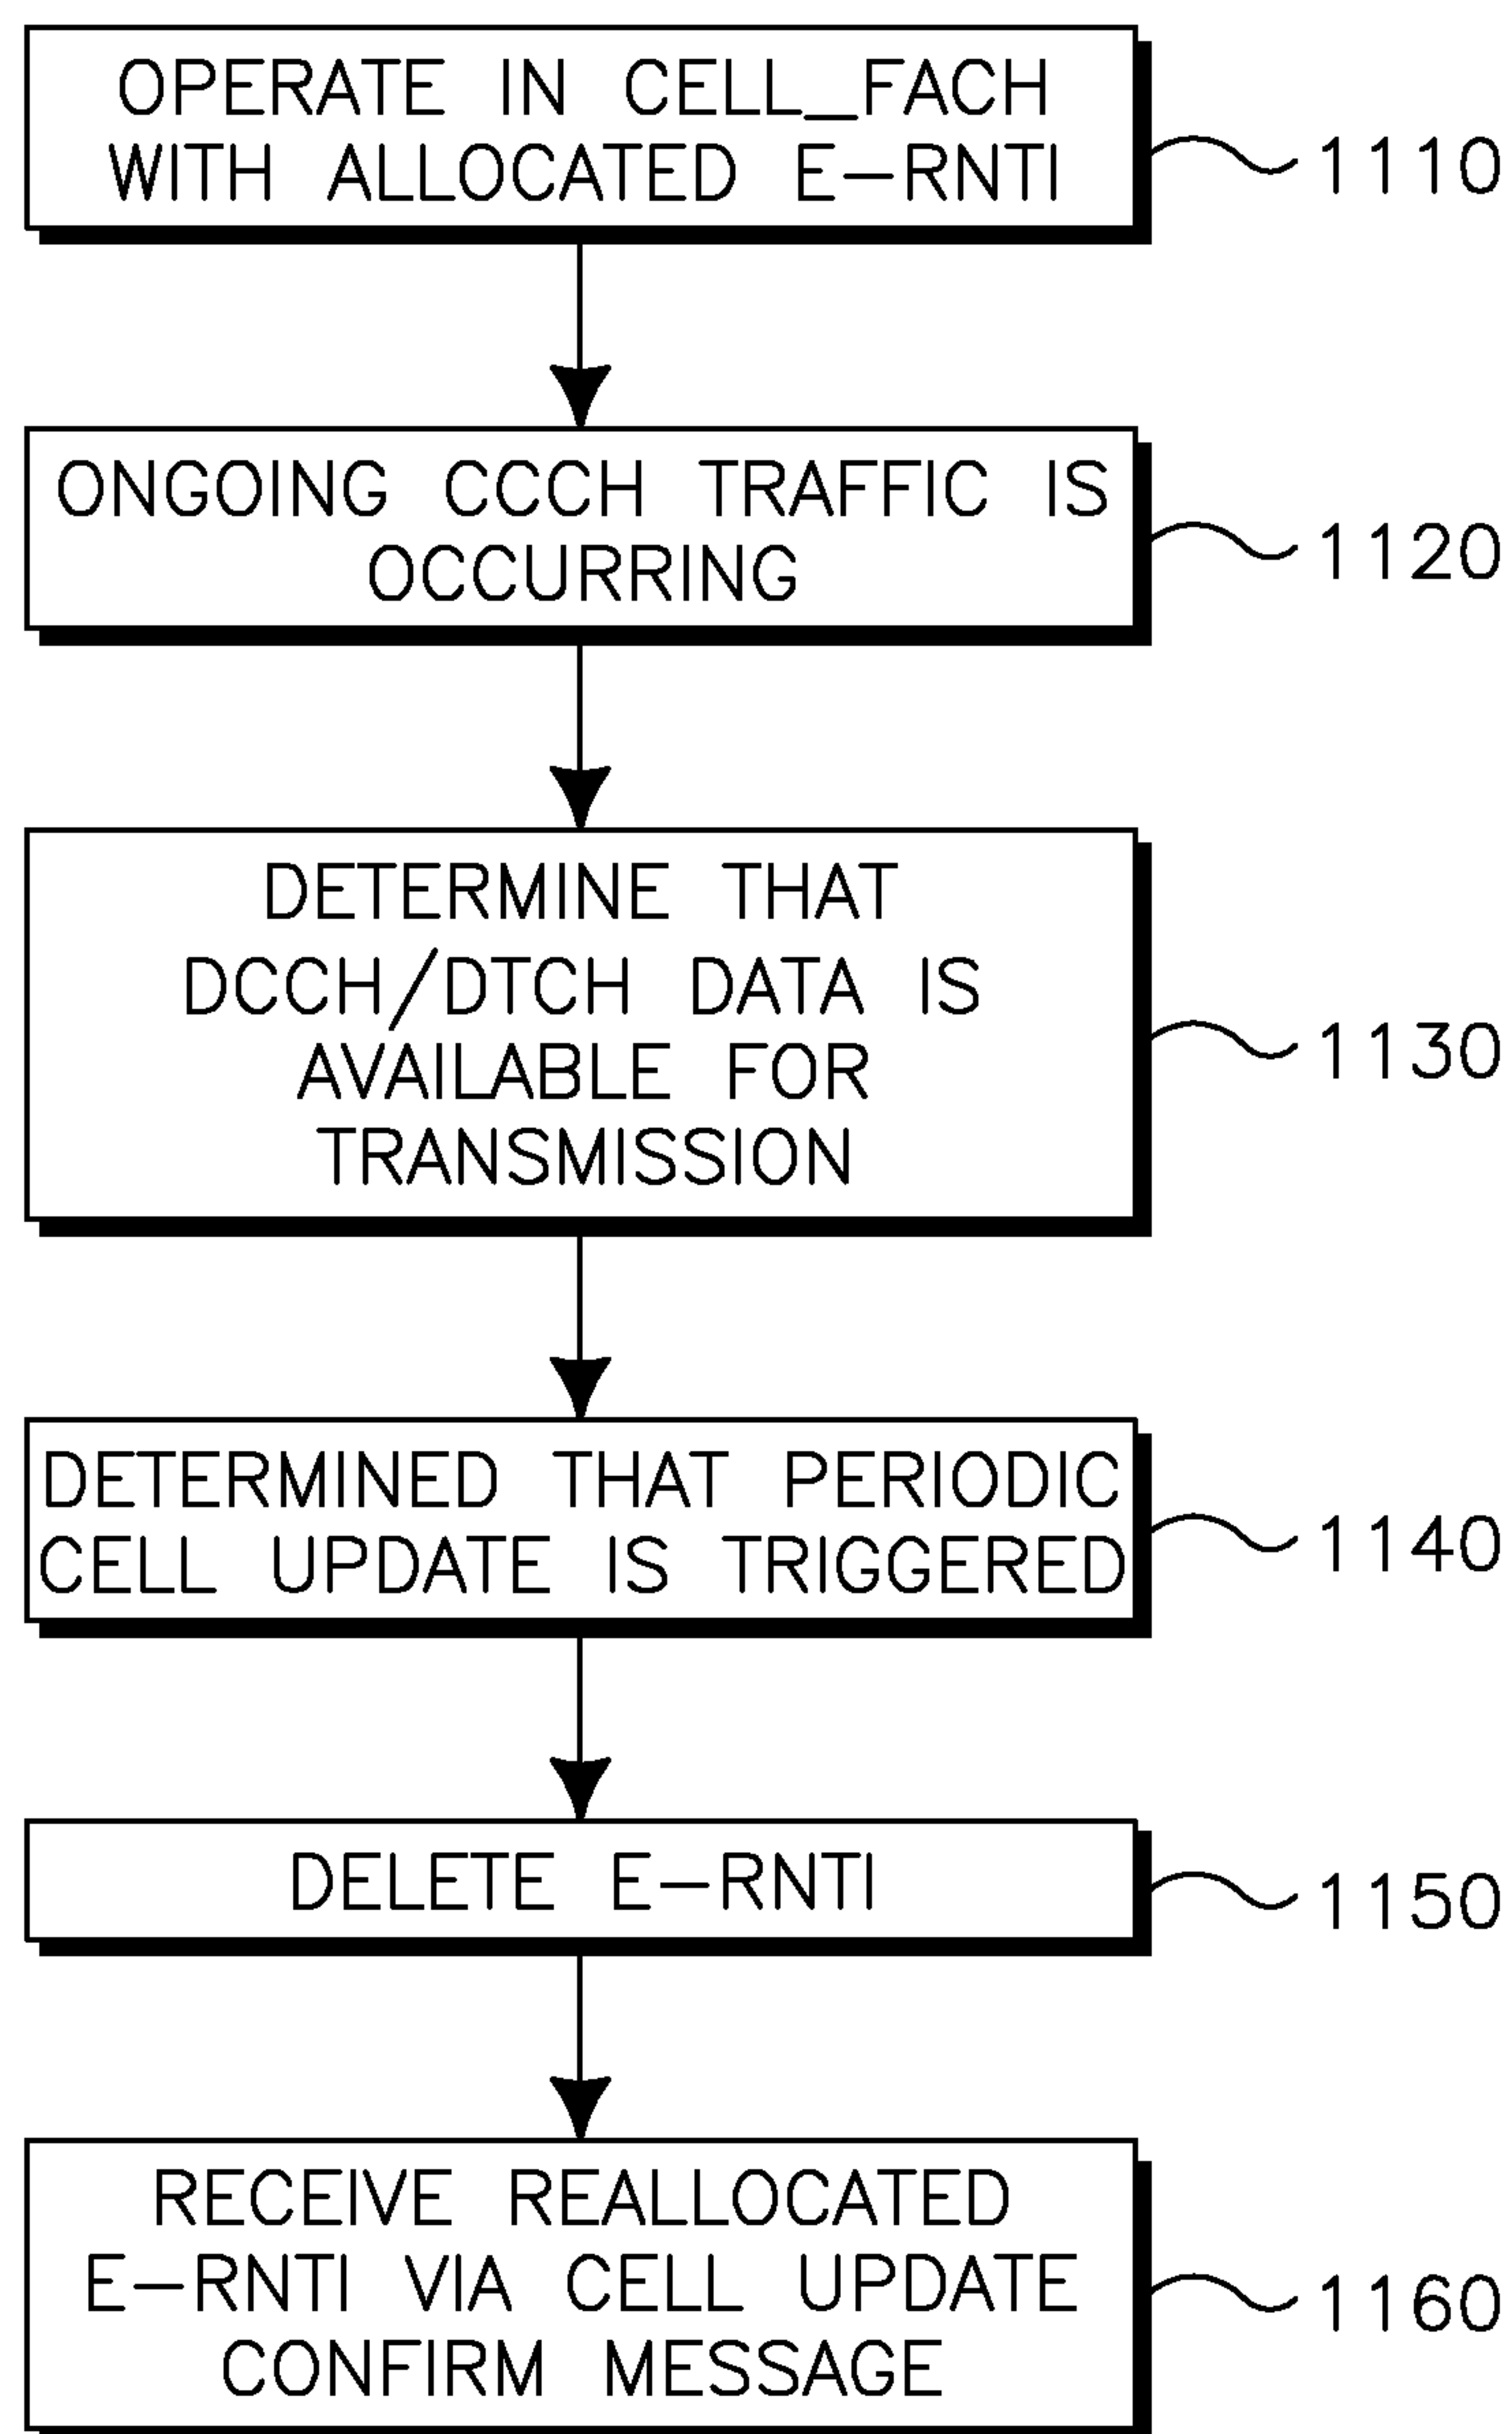 OPERATE IN CELL_FACH
WITH ALLOCATED E-RNTI
1110
ONGOING CCCH TRAFFIC IS
OCCURRING
1120
DETERMINE THAT
DCCH/DTCH DATA IS
AVAILABLE FOR
TRANSMISSION
1130
DETERMINED THAT PERIODIC
CELL UPDATE IS TRIGGERED
1140
DELETE E-RNTI
1150
RECEIVE REALLOCATED
E-RNTI VIA CELL UPDATE
CONFIRM MESSAGE
1160